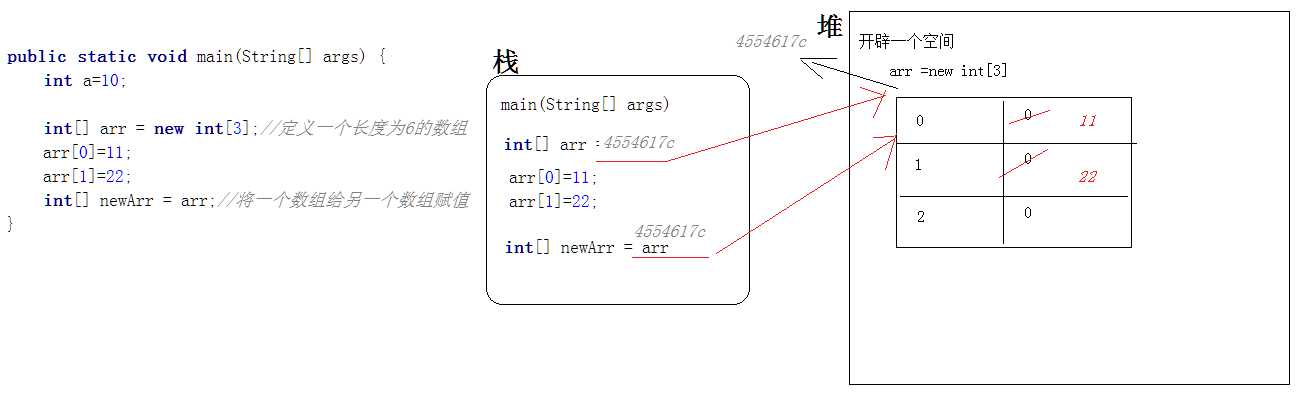 public static void main(String[] args) {
int a=10;
int[] arr = new int[3];//定义一个长度为6的数组
arr[0]=11;
arr[1]=22;
int[] newArr = arr;//将一个数组给另一个数组赋值
}
栈
main(String[] args)
int[] arr :4554617c
arr[0]=11;
arr[1]=22;
4554617c
int[] newArr = arr
4554617c
堆
开辟一个空间
arr =new int[3]
0 0 11
1 0 22
2 0